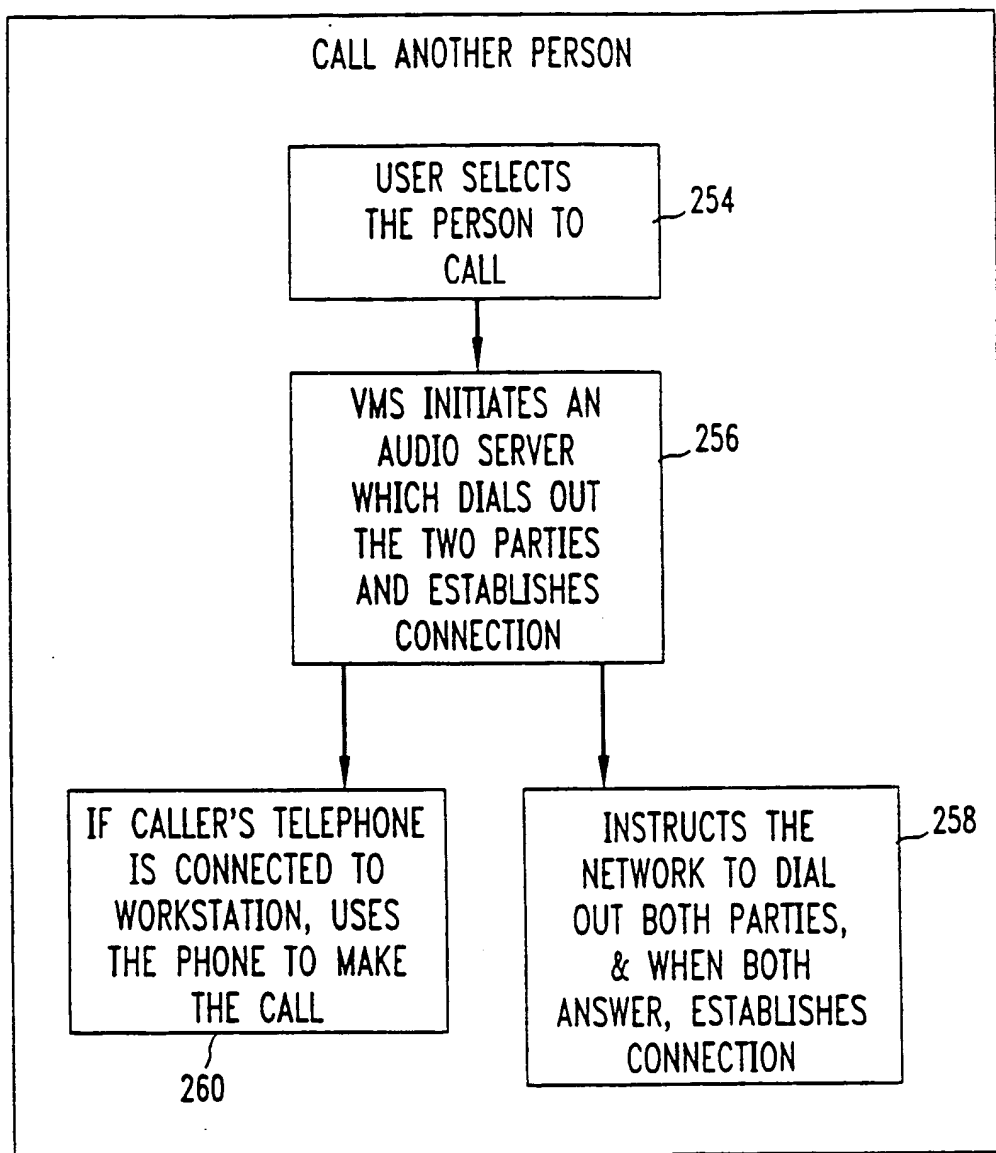 CALL ANOTHER PERSON
USER SELECTS
THE PERSON TO
CALL
254
VMS INITIATES AN
AUDIO SERVER
WHICH DIALS OUT
THE TWO PARTIES
AND ESTABLISHES
CONNECTION
256
IF CALLER'S TELEPHONE
IS CONNECTED TO
WORKSTATION, USES
THE PHONE TO MAKE
THE CALL
260
INSTRUCTS THE
NETWORK TO DIAL
OUT BOTH PARTIES,
& WHEN BOTH
ANSWER, ESTABLISHES
CONNECTION
258